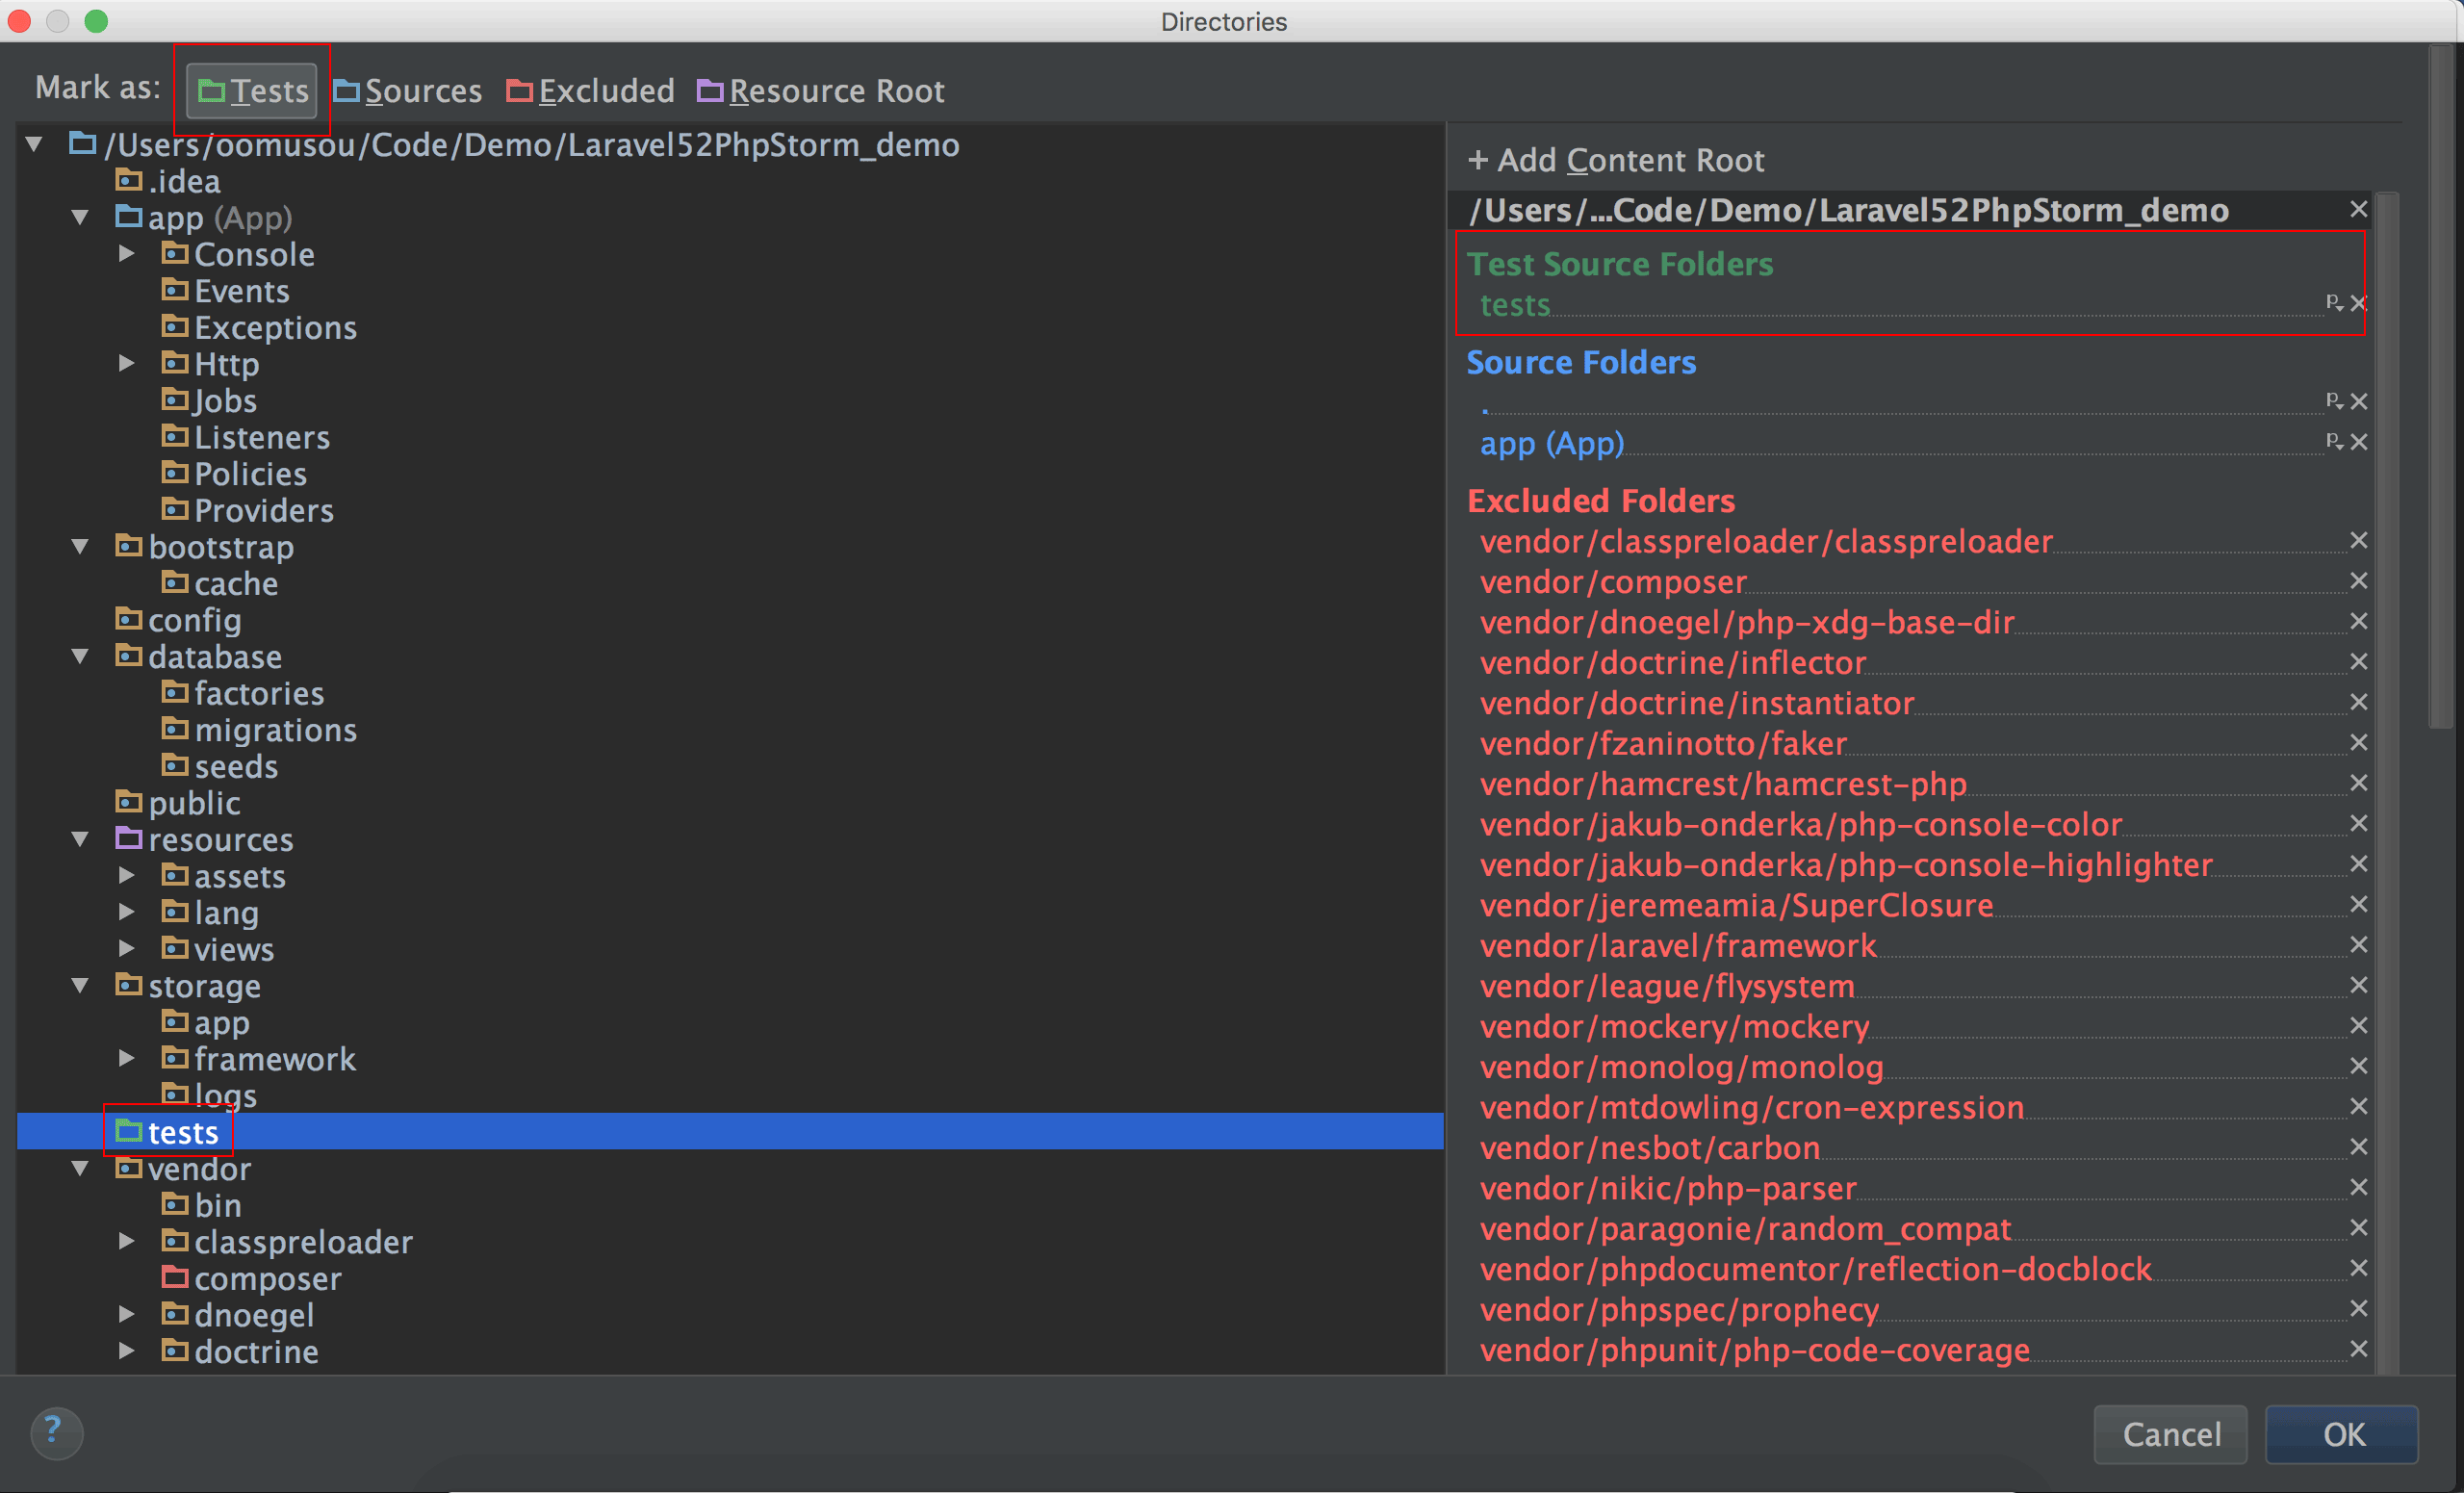 Directories
Mark as: Tests Sources Excluded Resource Root
/Users/oomusou/Code/Demo/Laravel52PhpStorm_demo
.idea
app (App)
Console
Events
Exceptions
Http
Jobs
Listeners
Policies
Providers
bootstrap
cache
config
database
factories
migrations
seeds
public
resources
assets
lang
views
storage
app
framework
logs
tests
vendor
bin
classpreloader
composer
dnoegel
doctrine
+ Add Content Root
/Users/...Code/Demo/Laravel52PhpStorm_demo
Test Source Folders
tests
Source Folders
.
app (App)
Excluded Folders
vendor/classpreloader/classpreloader
vendor/composer
vendor/dnoegel/php-xdg-base-dir
vendor/doctrine/inflector
vendor/doctrine/instantiator
vendor/fzaninotto/faker
vendor/hamcrest/hamcrest-php
vendor/jakub-onderka/php-console-color
vendor/jakub-onderka/php-console-highlighter
vendor/jeremeamia/SuperClosure
vendor/laravel/framework
vendor/league/flysystem
vendor/mockery/mockery
vendor/monolog/monolog
vendor/mtdowling/cron-expression
vendor/nesbot/carbon
vendor/nikic/php-parser
vendor/paragonie/random_compat
vendor/phpdocumentor/reflection-docblock
vendor/phpspec/prophecy
vendor/phpunit/php-code-coverage
? Cancel OK